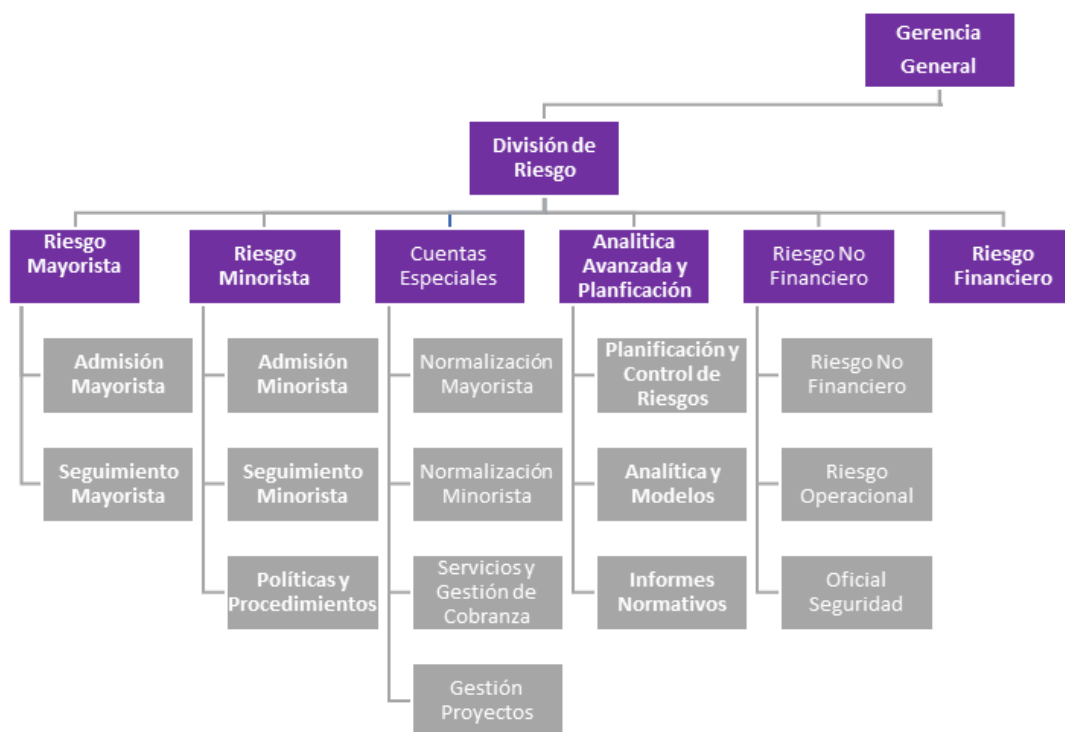 Gerencia
General
División de
Riesgo
Riesgo
Mayorista
Riesgo
Minorista
Cuentas
Especiales
Analitica
Avanzada y
Planficación
Riesgo No
Financiero
Riesgo
Financiero
Admisión
Mayorista
Admisión
Minorista
Normalización
Mayorista
Planificación y
Control de
Riesgos
Riesgo No
Financiero
Seguimiento
Mayorista
Seguimiento
Minorista
Normalización
Minorista
Analítica y
Modelos
Riesgo
Operacional
Políticas y
Procedimientos
Servicios y
Gestión de
Cobranza
Informes
Normativos
Oficial
Seguridad
Gestión
Proyectos